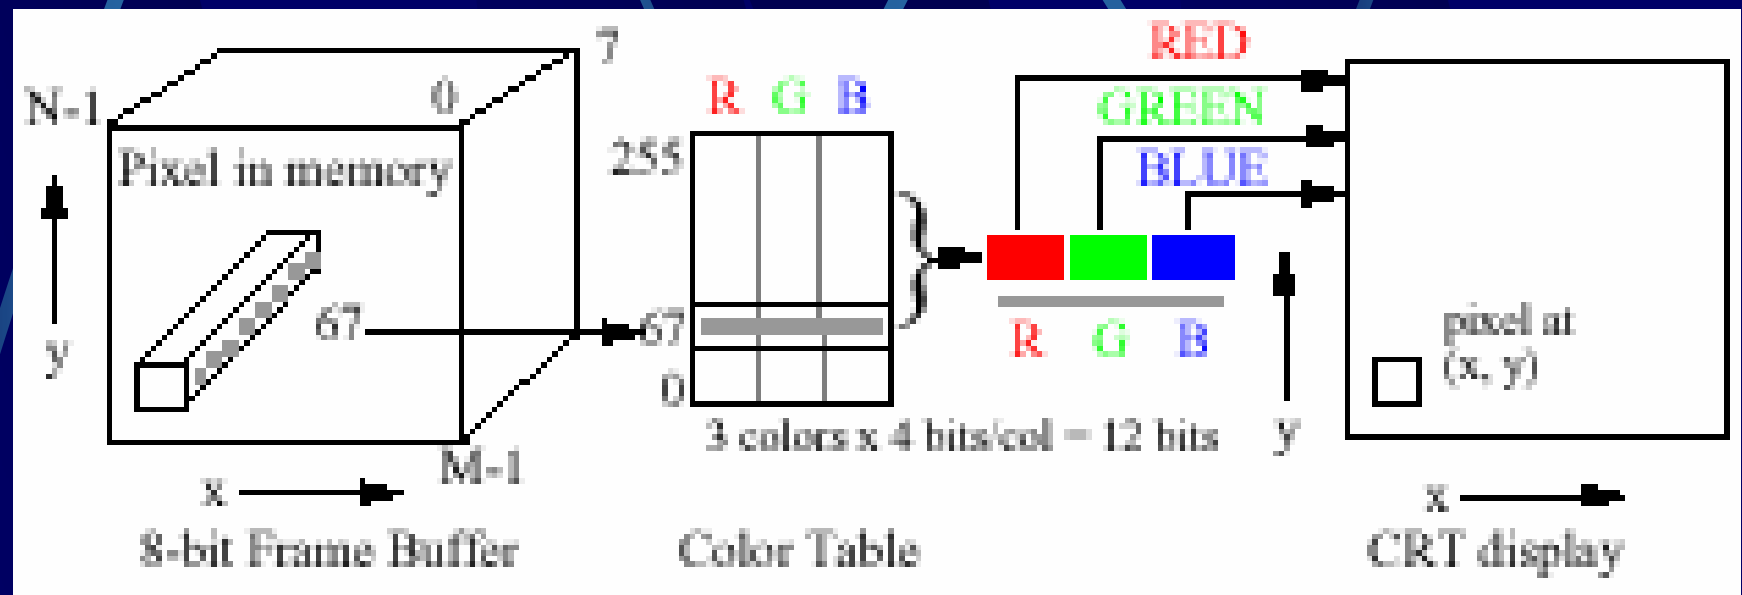 7
N-1
0
Pixel in memory
y
67
x
M-1
8-bit Frame Buffer
R G B
255
67
0
3 colors x 4 bits/col = 12 bits
Color Table
RED
GREEN
BLUE
R G B
y
pixel at
(x, y)
x
CRT display